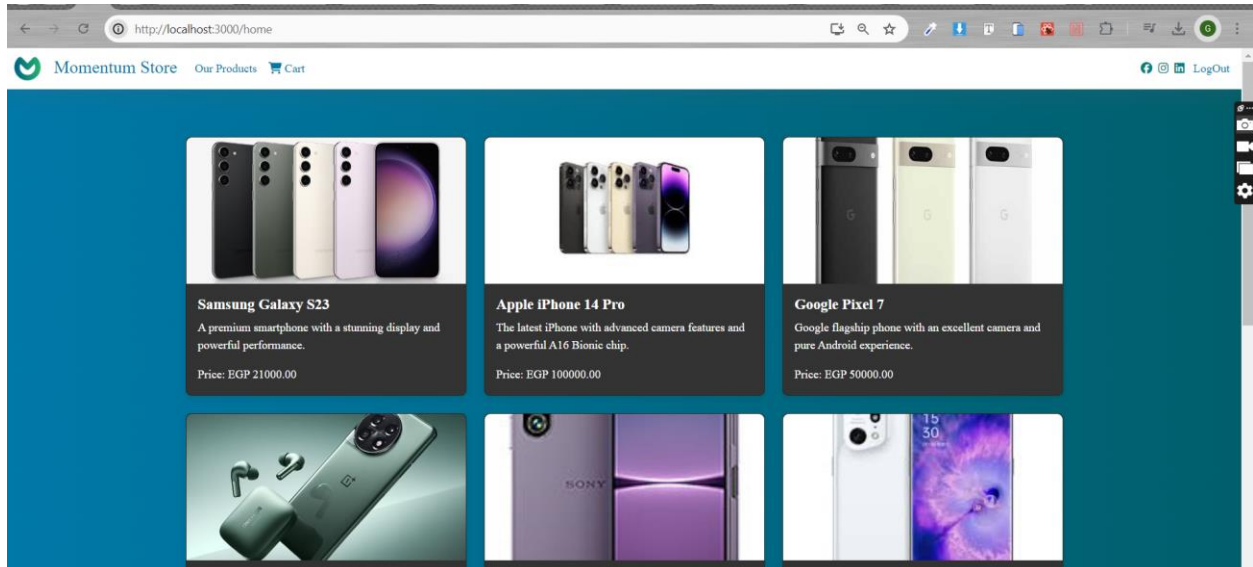 http://localhost:3000/home
G
Momentum Store Our Products Cart
LogOut
Samsung Galaxy S23
A premium smartphone with a stunning display and
powerful performance.
Price: EGP 21000.00
Apple iPhone 14 Pro
The latest iPhone with advanced camera features and
a powerful A16 Bionic chip.
Price: EGP 100000.00
G
G
G
Google Pixel 7
Google flagship phone with an excellent camera and
pure Android experience.
Price: EGP 50000.00
SONY
15
30